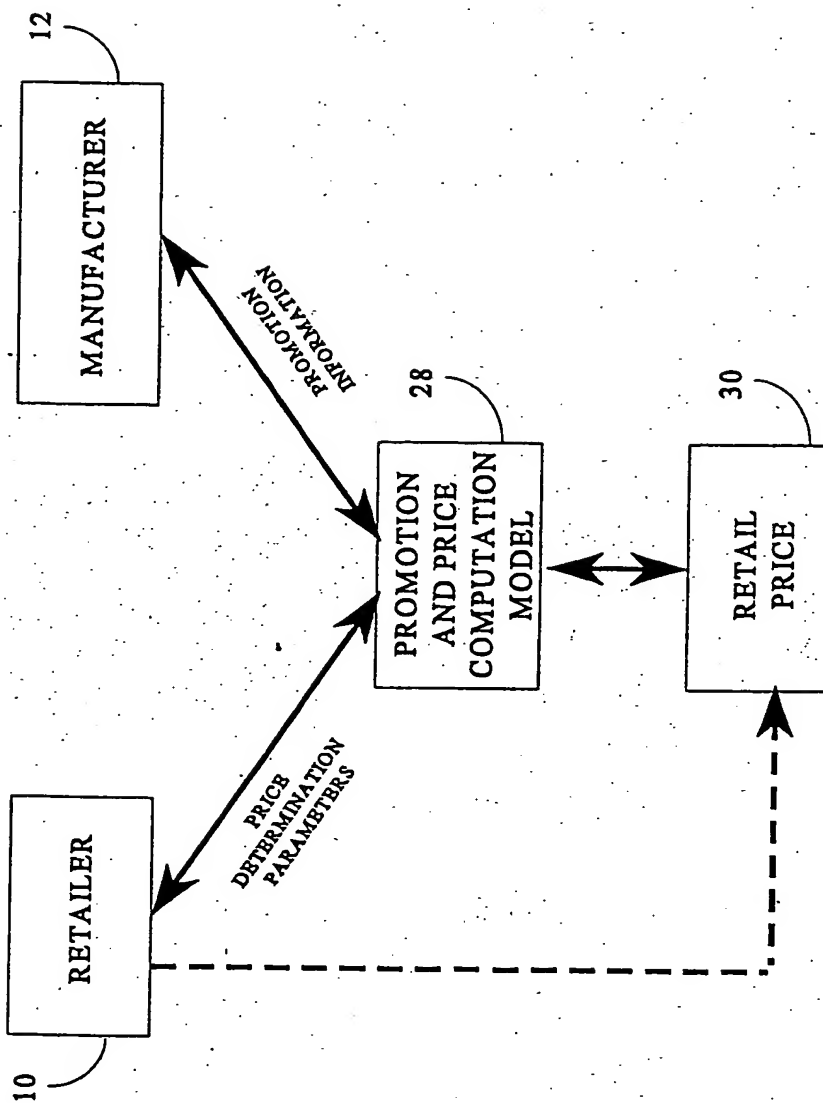 10
RETAILER
12
MANUFACTURER
PRICE
DETERMINATION
PARAMETERS
PROMOTION
INFORMATION
28
PROMOTION
AND PRICE
COMPUTATION
MODEL
30
RETAIL
PRICE